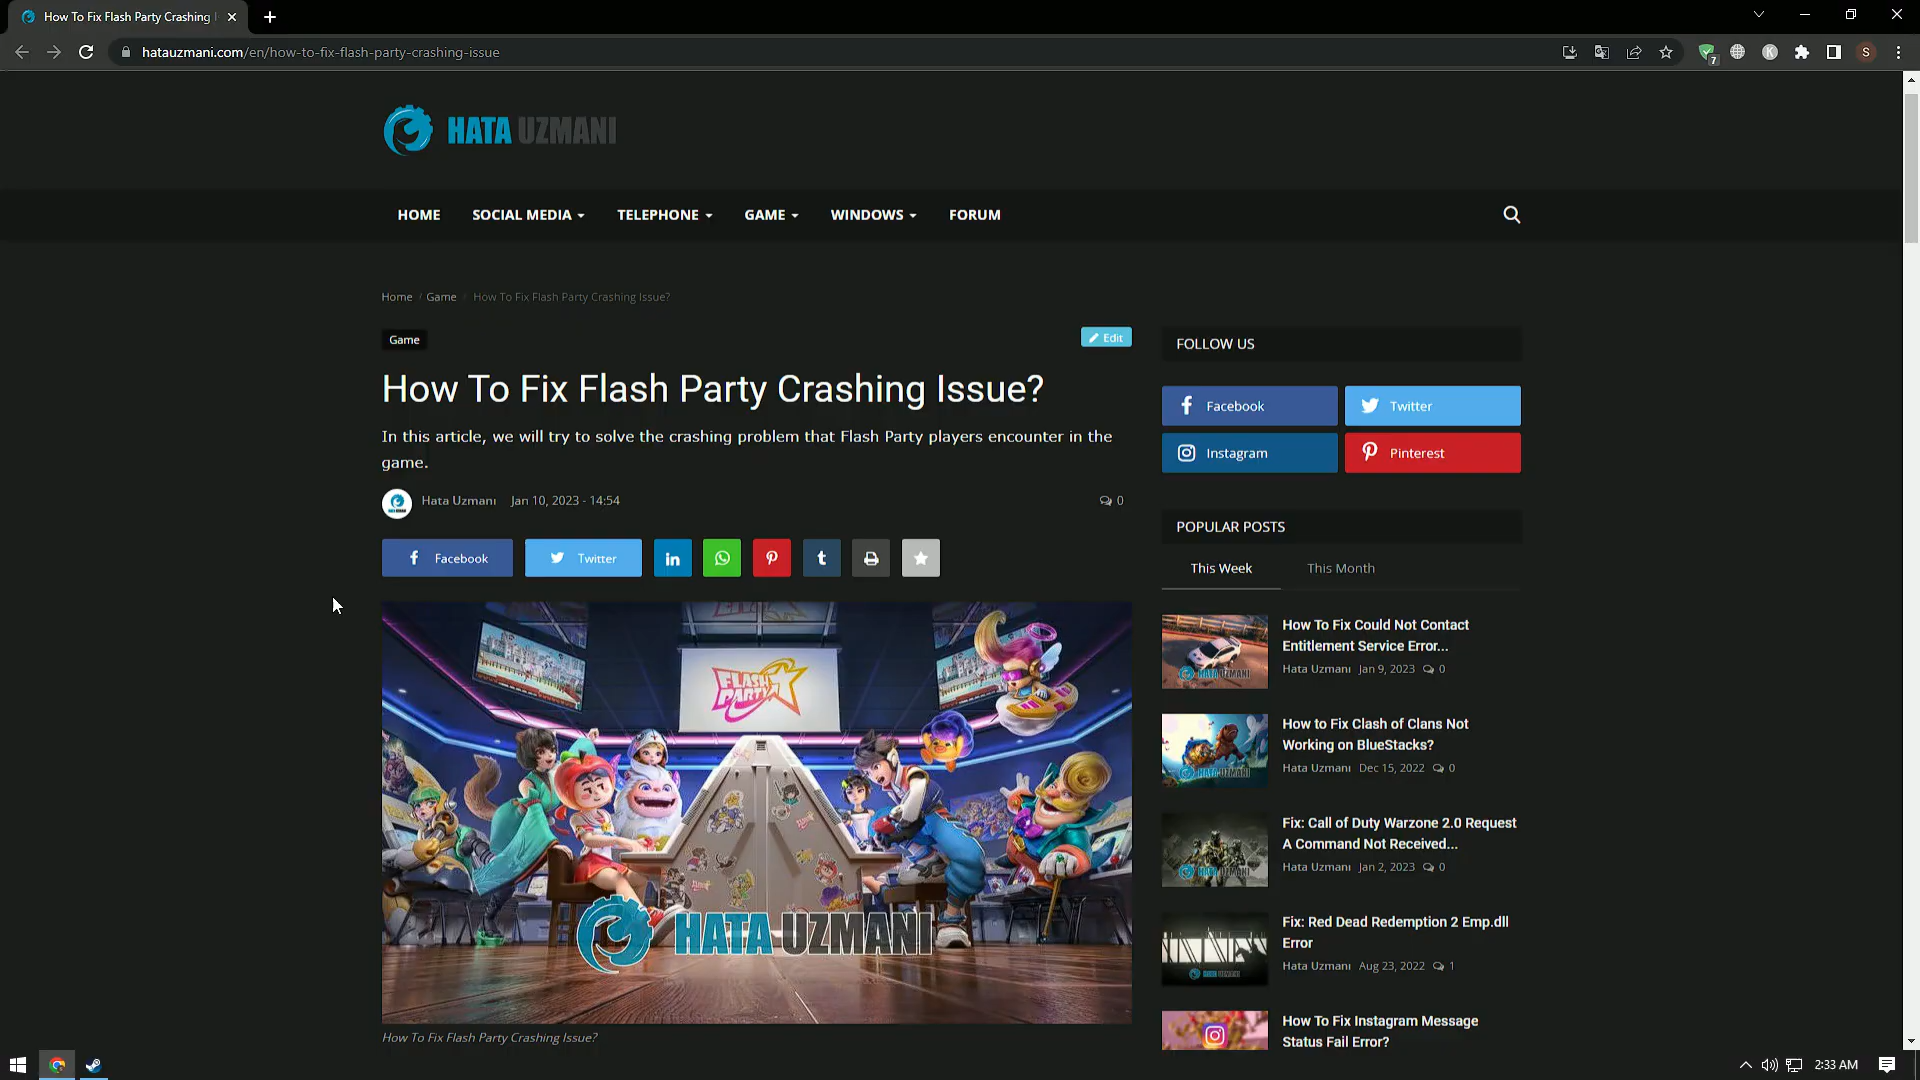 How To Fix Flash Party Crashing
hatauzmani.com/en/how-to-fix-flash-party-crashing-issue
7
K
S
HATA UZMANI
HOME
SOCIAL MEDIA
TELEPHONE
GAME
WINDOWS
FORUM
Home / Game / How To Fix Flash Party Crashing Issue?
Game
Edit
How To Fix Flash Party Crashing Issue?
In this article, we will try to solve the crashing problem that Flash Party players encounter in the
game.
Hata Uzmanı Jan 10, 2023 - 14:54
0
Facebook
Twitter
in
t
FLASH
PARTY
HATA UZMANI
How To Fix Flash Party Crashing Issue?
FOLLOW US
Facebook
Twitter
Instagram
Pinterest
POPULAR POSTS
This Week
This Month
How To Fix Could Not Contact
Entitlement Service Error...
Hata Uzmanı Jan 9, 2023 0
How to Fix Clash of Clans Not
Working on BlueStacks?
Hata Uzmanı Dec 15, 2022 0
Fix: Call of Duty Warzone 2.0 Request
A Command Not Received...
Hata Uzmanı Jan 2, 2023 0
Fix: Red Dead Redemption 2 Emp.dll
Error
Hata Uzmanı Aug 23, 2022 1
How To Fix Instagram Message
Status Fail Error?
2:33 AM